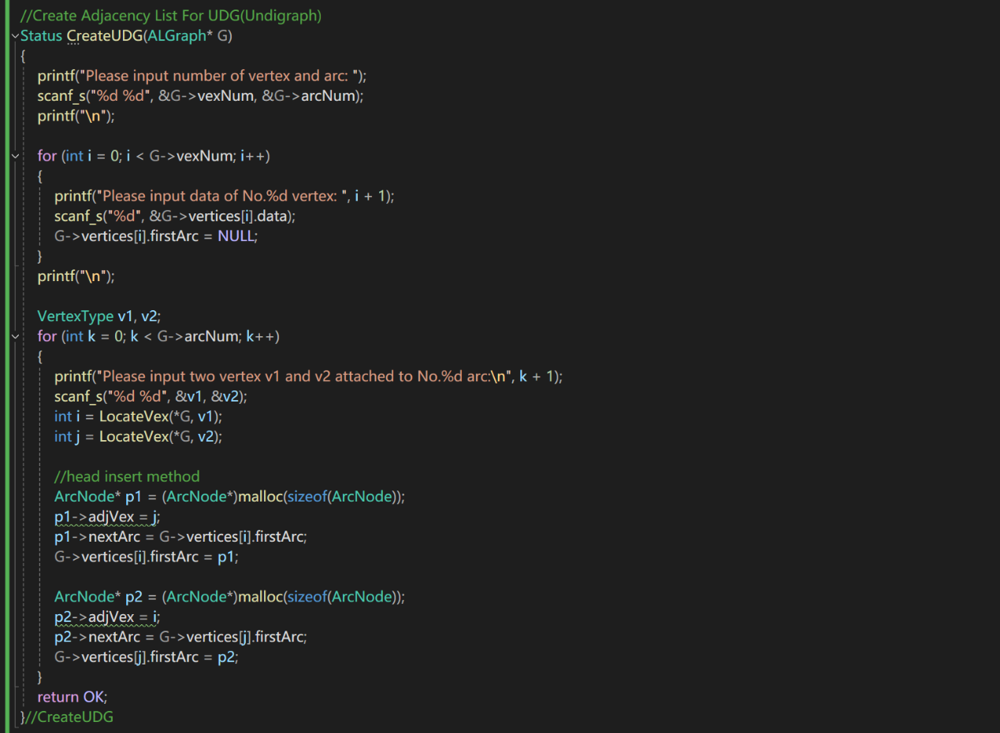 //Create Adjacency List For UDG(Undigraph)
Status CreateUDG(ALGraph* G)
{
printf("Please input number of vertex and arc: ");
scanf_s("%d %d", &G->vexNum, &G->arcNum);
printf("\n");
for (int i = 0; i < G->vexNum; i++)
{
printf("Please input data of No.%d vertex: ", i + 1);
scanf_s("%d", &G->vertices[i].data);
G->vertices[i].firstArc = NULL;
}
printf("\n");
VertexType v1, v2;
for (int k = 0; k < G->arcNum; k++)
{
printf("Please input two vertex v1 and v2 attached to No.%d arc:\n", k + 1);
scanf_s("%d %d", &v1, &v2);
int i = LocateVex(*G, v1);
int j = LocateVex(*G, v2);
//head insert method
ArcNode* p1 = (ArcNode*)malloc(sizeof(ArcNode));
p1->adjVex = j;
p1->nextArc = G->vertices[i].firstArc;
G->vertices[i].firstArc = p1;
ArcNode* p2 = (ArcNode*)malloc(sizeof(ArcNode));
p2->adjVex = i;
p2->nextArc = G->vertices[j].firstArc;
G->vertices[j].firstArc = p2;
}
return OK;
}//CreateUDG